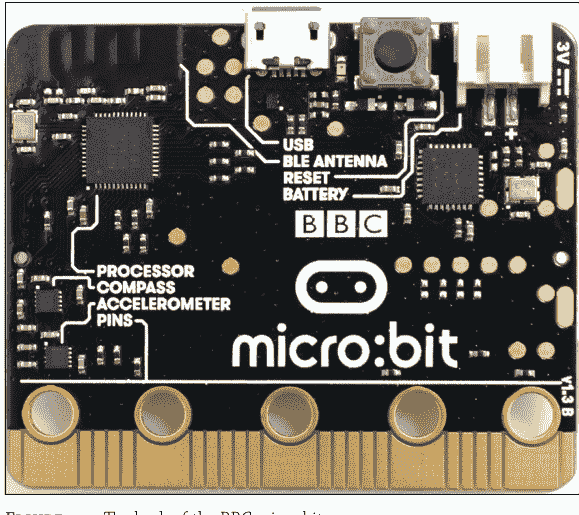 3V
- +
USB
BLE ANTENNA
RESET
BATTERY
BBC
PROCESSOR
COMPASS
ACCELEROMETER
PINS
micro:bit
V1.3 B